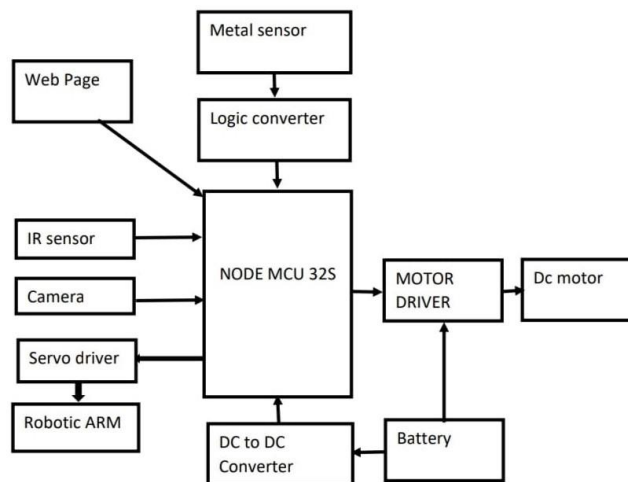 Metal sensor
Web Page
Logic converter
IR sensor
NODE MCU 32S
MOTOR
DRIVER
Dc motor
Camera
Servo driver
Robotic ARM
DC to DC
Converter
Battery